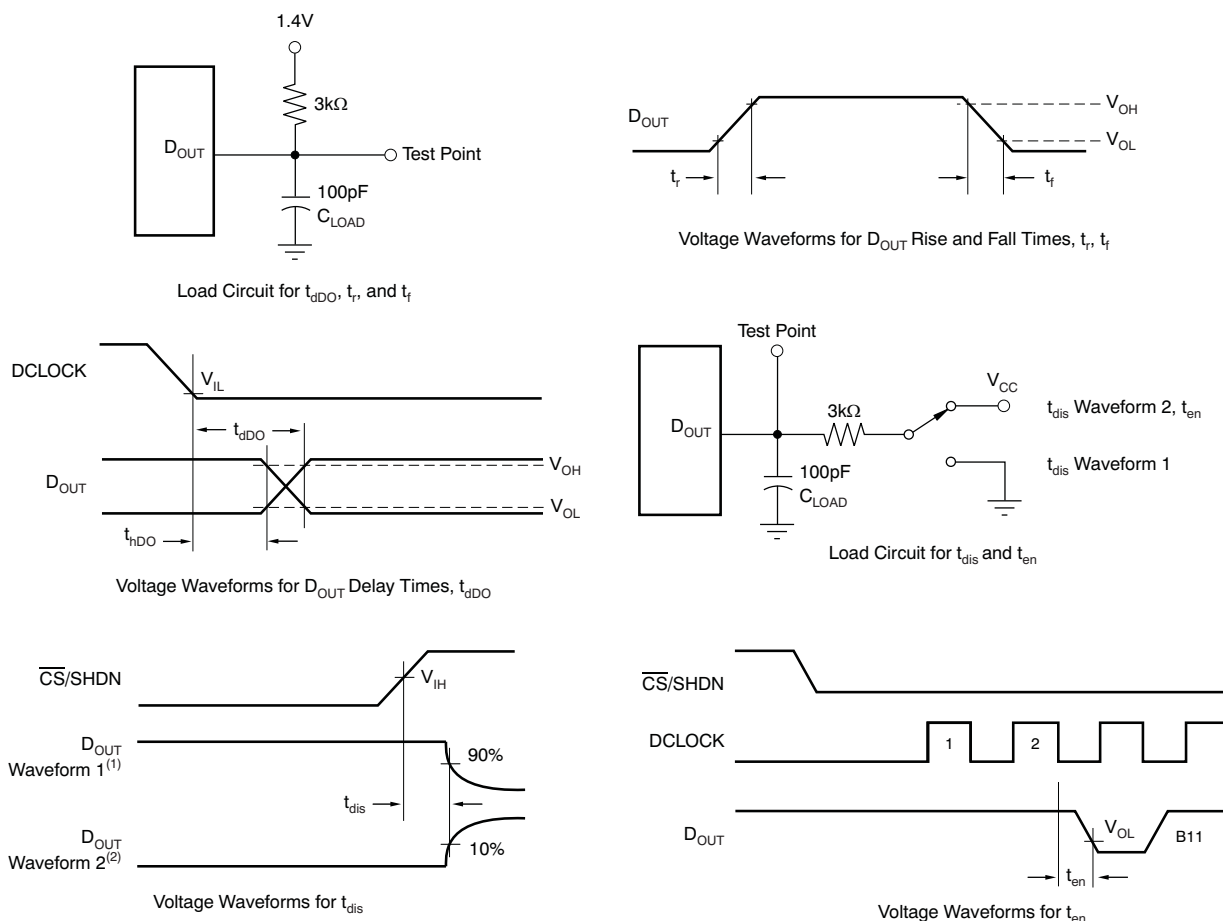 1.4V
3kΩ
D_OUT
Test Point
100pF
C_LOAD
Load Circuit for t_dDO, t_r, and t_f
D_OUT
V_OH
V_OL
t_r
t_f
Voltage Waveforms for D_OUT Rise and Fall Times, t_r, t_f
DCLOCK
V_IL
t_dDO
D_OUT
V_OH
V_OL
t_hDO
Voltage Waveforms for D_OUT Delay Times, t_dDO
Test Point
D_OUT
3kΩ
V_CC
t_dis Waveform 2, t_en
t_dis Waveform 1
100pF
C_LOAD
Load Circuit for t_dis and t_en
CS/SHDN
V_IH
D_OUT
Waveform 1(1)
90%
t_dis
D_OUT
Waveform 2(2)
10%
Voltage Waveforms for t_dis
CS/SHDN
DCLOCK
1
2
D_OUT
V_OL
B11
t_en
Voltage Waveforms for t_en